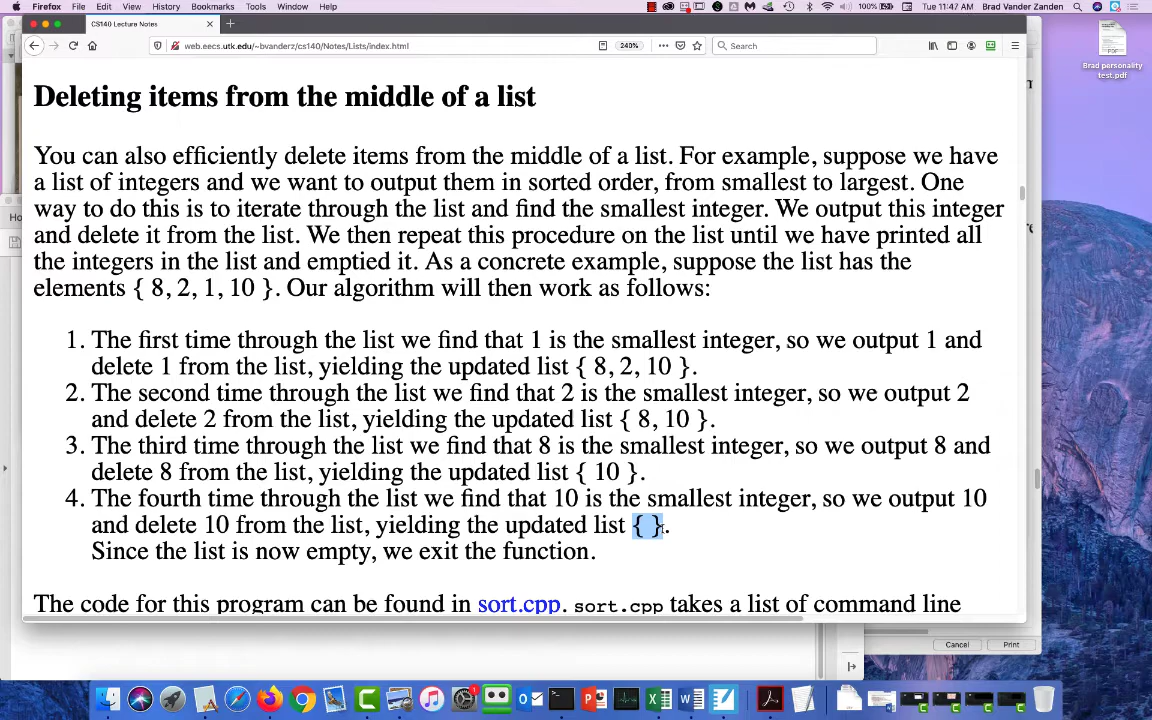 Firefox File Edit View History Bookmarks Tools Window Help
100% Tue 11:47 AM Brad Vander Zanden
CS140 Lecture Notes
web.eecs.utk.edu/~bvanderz/cs140/Notes/Lists/index.html 240% Search
Brad personality
test.pdf
Deleting items from the middle of a list
You can also efficiently delete items from the middle of a list. For example, suppose we have
a list of integers and we want to output them in sorted order, from smallest to largest. One
way to do this is to iterate through the list and find the smallest integer. We output this integer
and delete it from the list. We then repeat this procedure on the list until we have printed all
the integers in the list and emptied it. As a concrete example, suppose the list has the
elements { 8, 2, 1, 10 }. Our algorithm will then work as follows:
1. The first time through the list we find that 1 is the smallest integer, so we output 1 and
delete 1 from the list, yielding the updated list { 8, 2, 10 }.
2. The second time through the list we find that 2 is the smallest integer, so we output 2
and delete 2 from the list, yielding the updated list { 8, 10 }.
3. The third time through the list we find that 8 is the smallest integer, so we output 8 and
delete 8 from the list, yielding the updated list { 10 }.
4. The fourth time through the list we find that 10 is the smallest integer, so we output 10
and delete 10 from the list, yielding the updated list { }.
Since the list is now empty, we exit the function.
The code for this program can be found in sort.cpp. sort.cpp takes a list of command line
Ho
Cancel Print